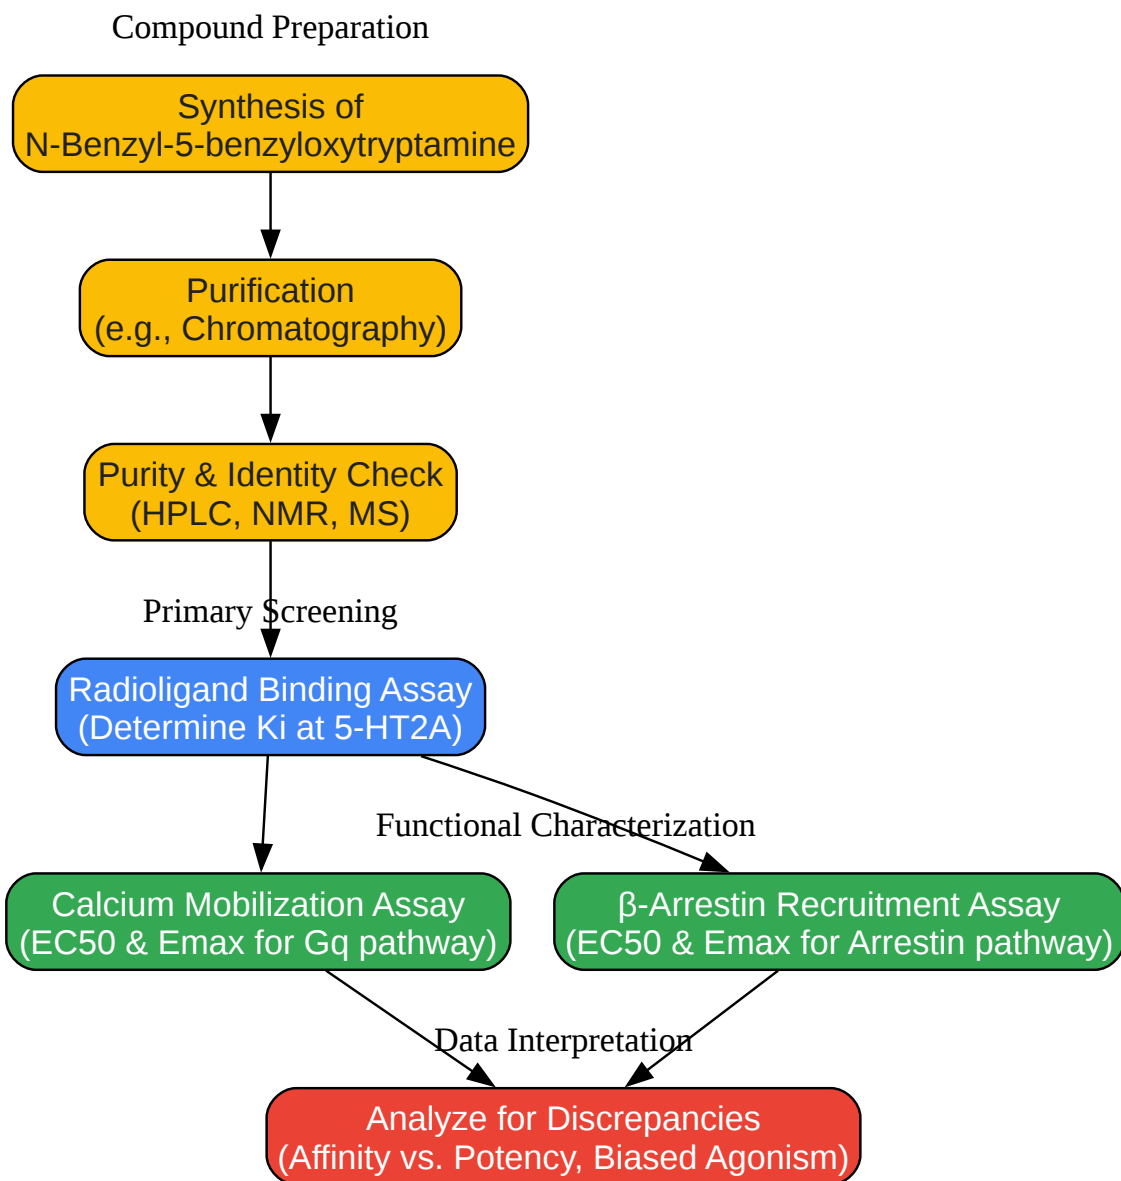 Compound Preparation
Synthesis of
N-Benzyl-5-benzyloxytryptamine
Purification
(e.g., Chromatography)
Purity & Identity Check
(HPLC, NMR, MS)
Primary Screening
Radioligand Binding Assay
(Determine Ki at 5-HT2A)
Functional Characterization
Calcium Mobilization Assay
(EC50 & Emax for Gq pathway)
β-Arrestin Recruitment Assay
(EC50 & Emax for Arrestin pathway)
Data Interpretation
Analyze for Discrepancies
(Affinity vs. Potency, Biased Agonism)